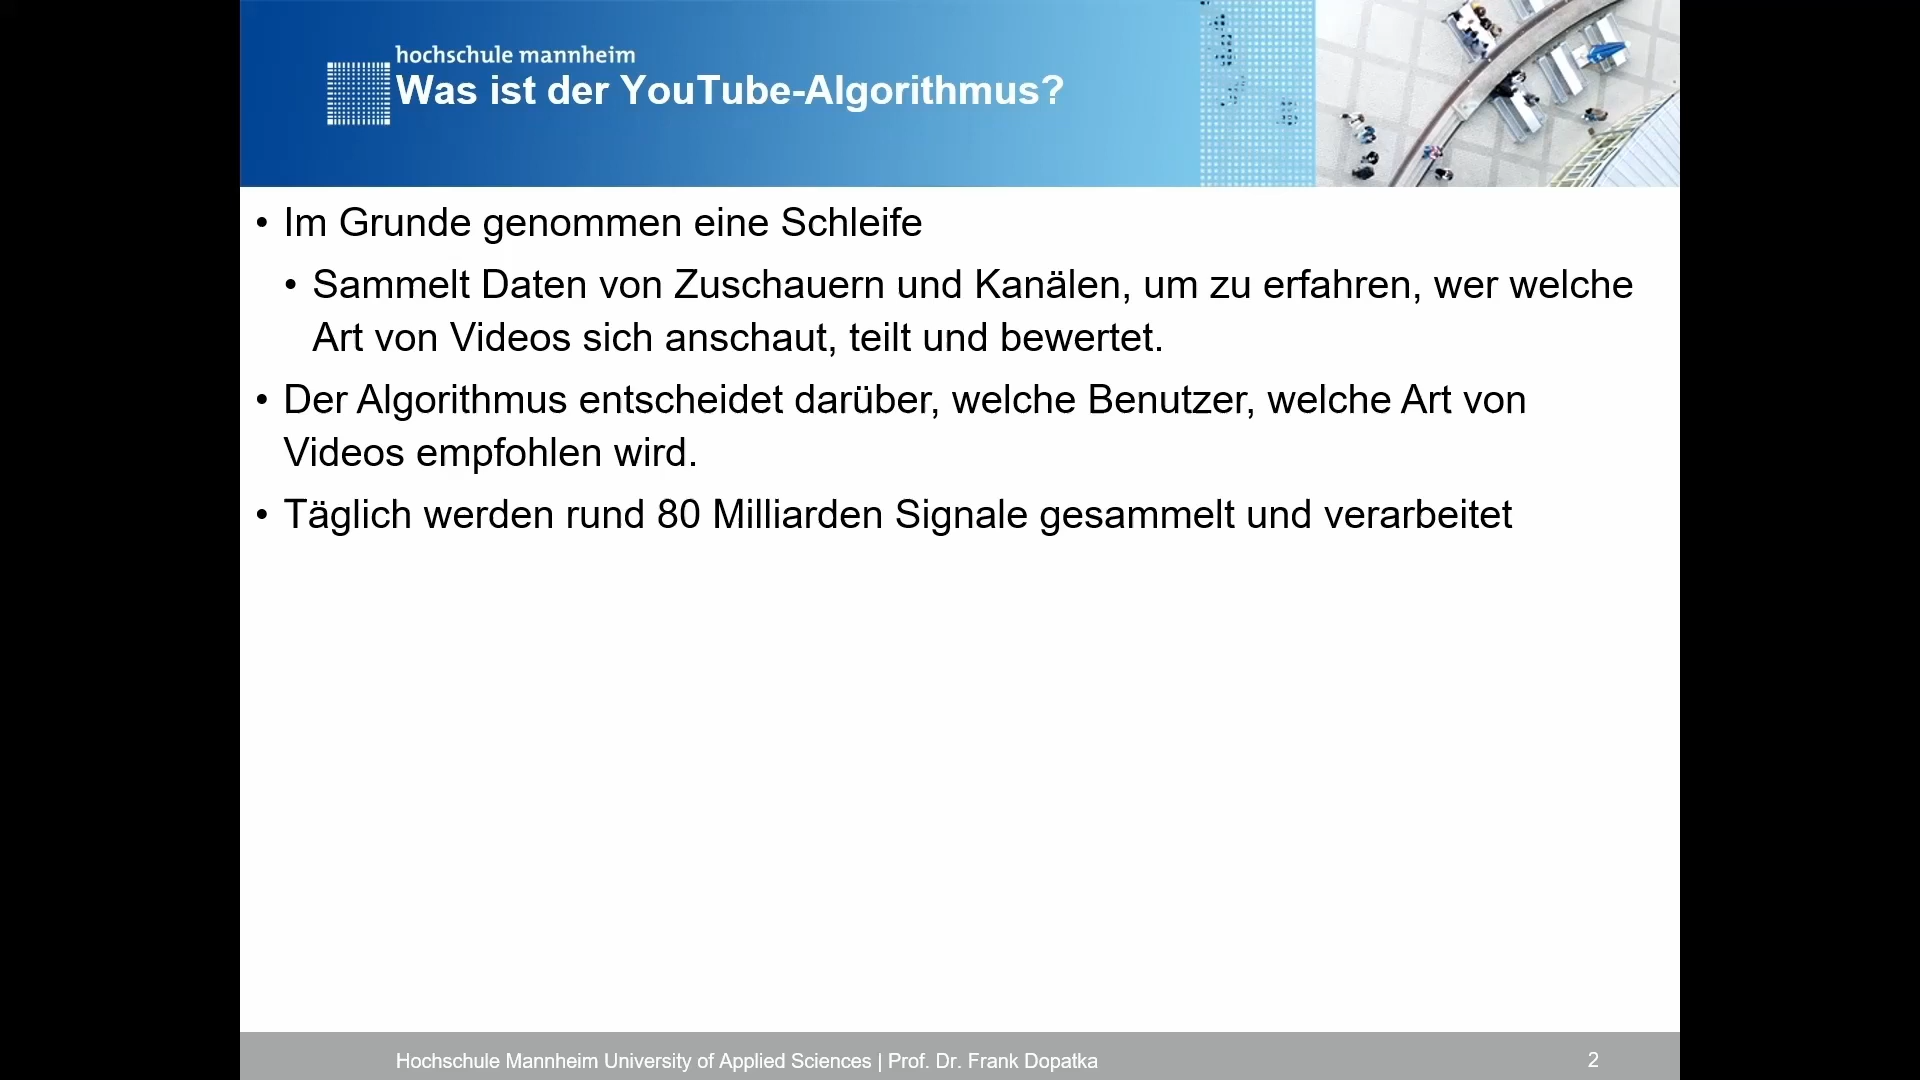 hochschule mannheim
Was ist der YouTube-Algorithmus?
• Im Grunde genommen eine Schleife
• Sammelt Daten von Zuschauern und Kanälen, um zu erfahren, wer welche
Art von Videos sich anschaut, teilt und bewertet.
• Der Algorithmus entscheidet darüber, welche Benutzer, welche Art von
Videos empfohlen wird.
• Täglich werden rund 80 Milliarden Signale gesammelt und verarbeitet
Hochschule Mannheim University of Applied Sciences | Prof. Dr. Frank Dopatka
2